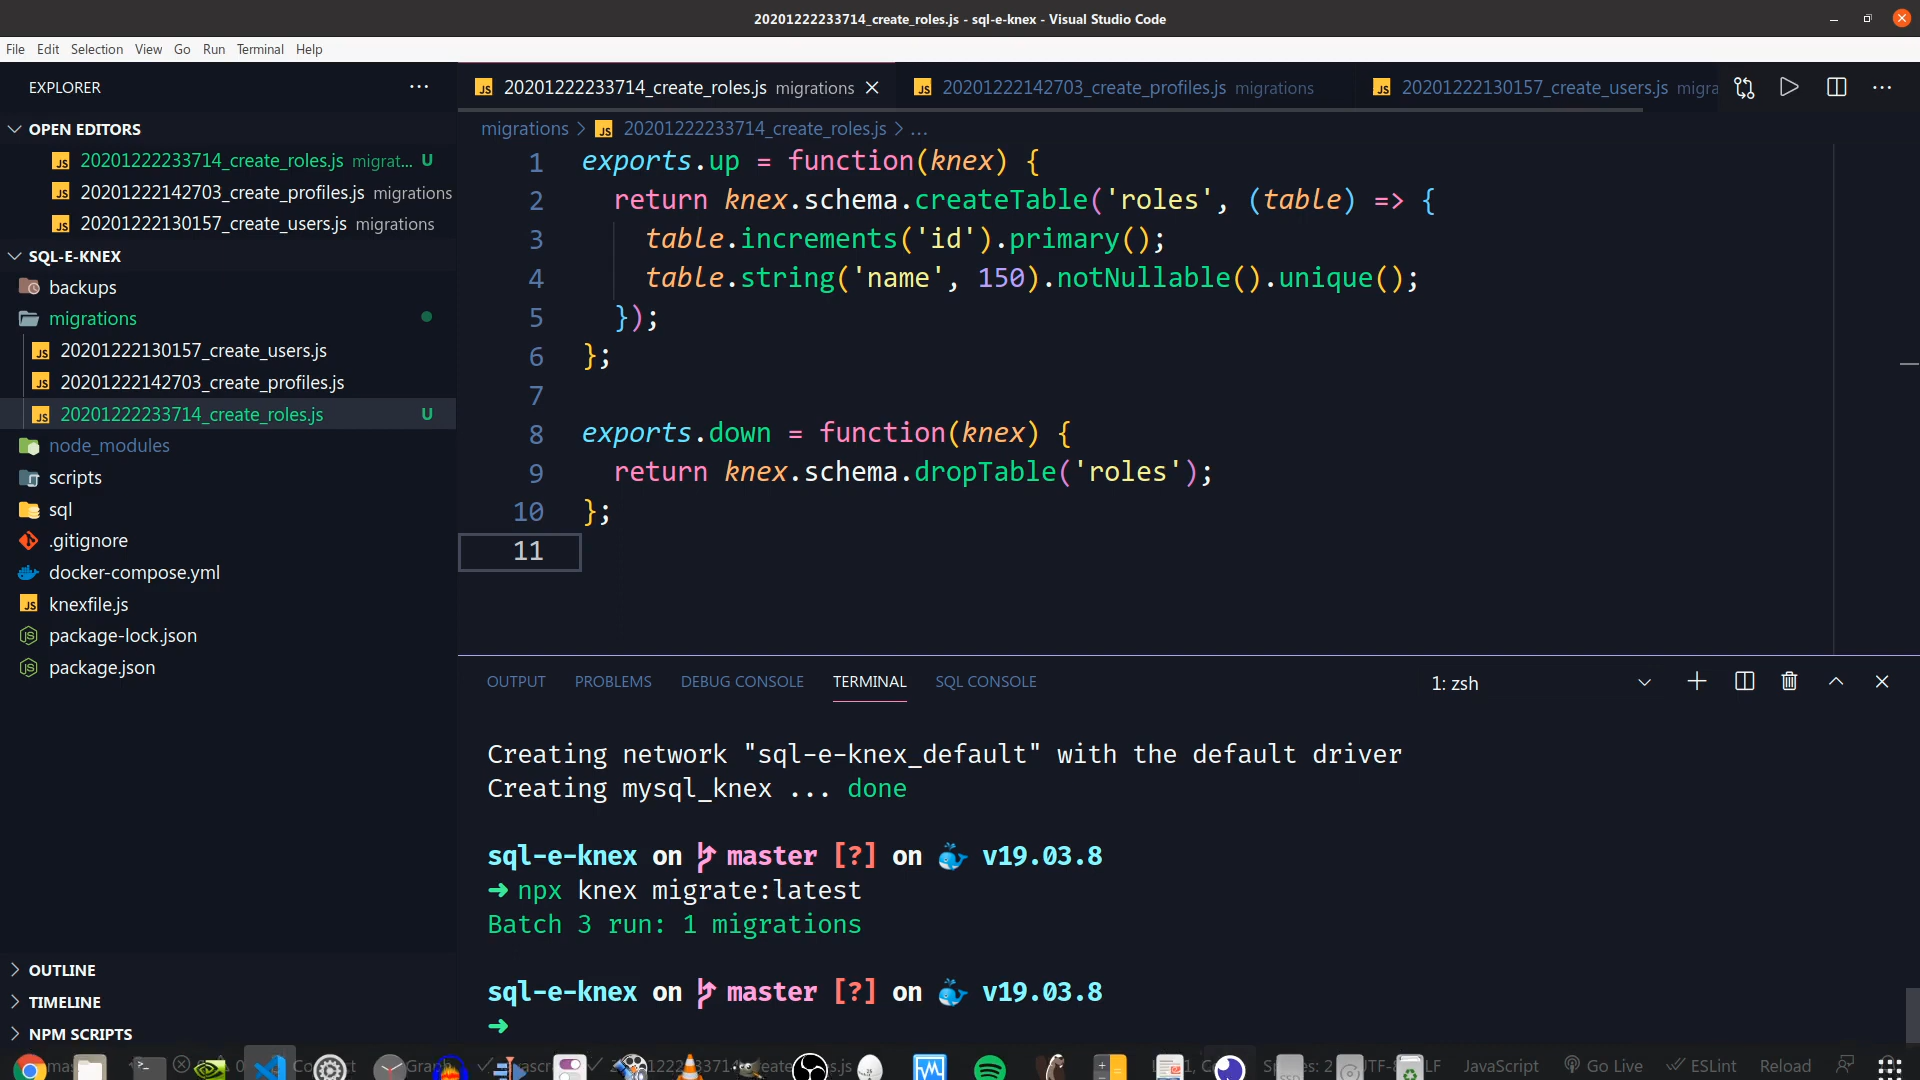 20201222233714_create_roles.js - sql-e-knex - Visual Studio Code
File Edit Selection View Go Run Terminal Help
EXPLORER
OPEN EDITORS
20201222233714_create_roles.js migrat... U
20201222142703_create_profiles.js migrations
20201222130157_create_users.js migrations
SQL-E-KNEX
backups
migrations
20201222130157_create_users.js
20201222142703_create_profiles.js
20201222233714_create_roles.js U
node_modules
scripts
sql
.gitignore
docker-compose.yml
knexfile.js
package-lock.json
package.json
OUTLINE
TIMELINE
NPM SCRIPTS
20201222233714_create_roles.js migrations 20201222142703_create_profiles.js migrations 20201222130157_create_users.js migra
migrations > 20201222233714_create_roles.js > ...
1 exports.up = function(knex) {
2 return knex.schema.createTable('roles', (table) => {
3 table.increments('id').primary();
4 table.string('name', 150).notNullable().unique();
5 });
6 };
7
8 exports.down = function(knex) {
9 return knex.schema.dropTable('roles');
10 };
11
OUTPUT PROBLEMS DEBUG CONSOLE TERMINAL SQL CONSOLE 1: zsh
Creating network "sql-e-knex_default" with the default driver
Creating mysql_knex ... done
sql-e-knex on master [?] on 🐳 v19.03.8
➜ npx knex migrate:latest
Batch 3 run: 1 migrations
sql-e-knex on master [?] on 🐳 v19.03.8
➜
JavaScript Go Live ESLint Reload